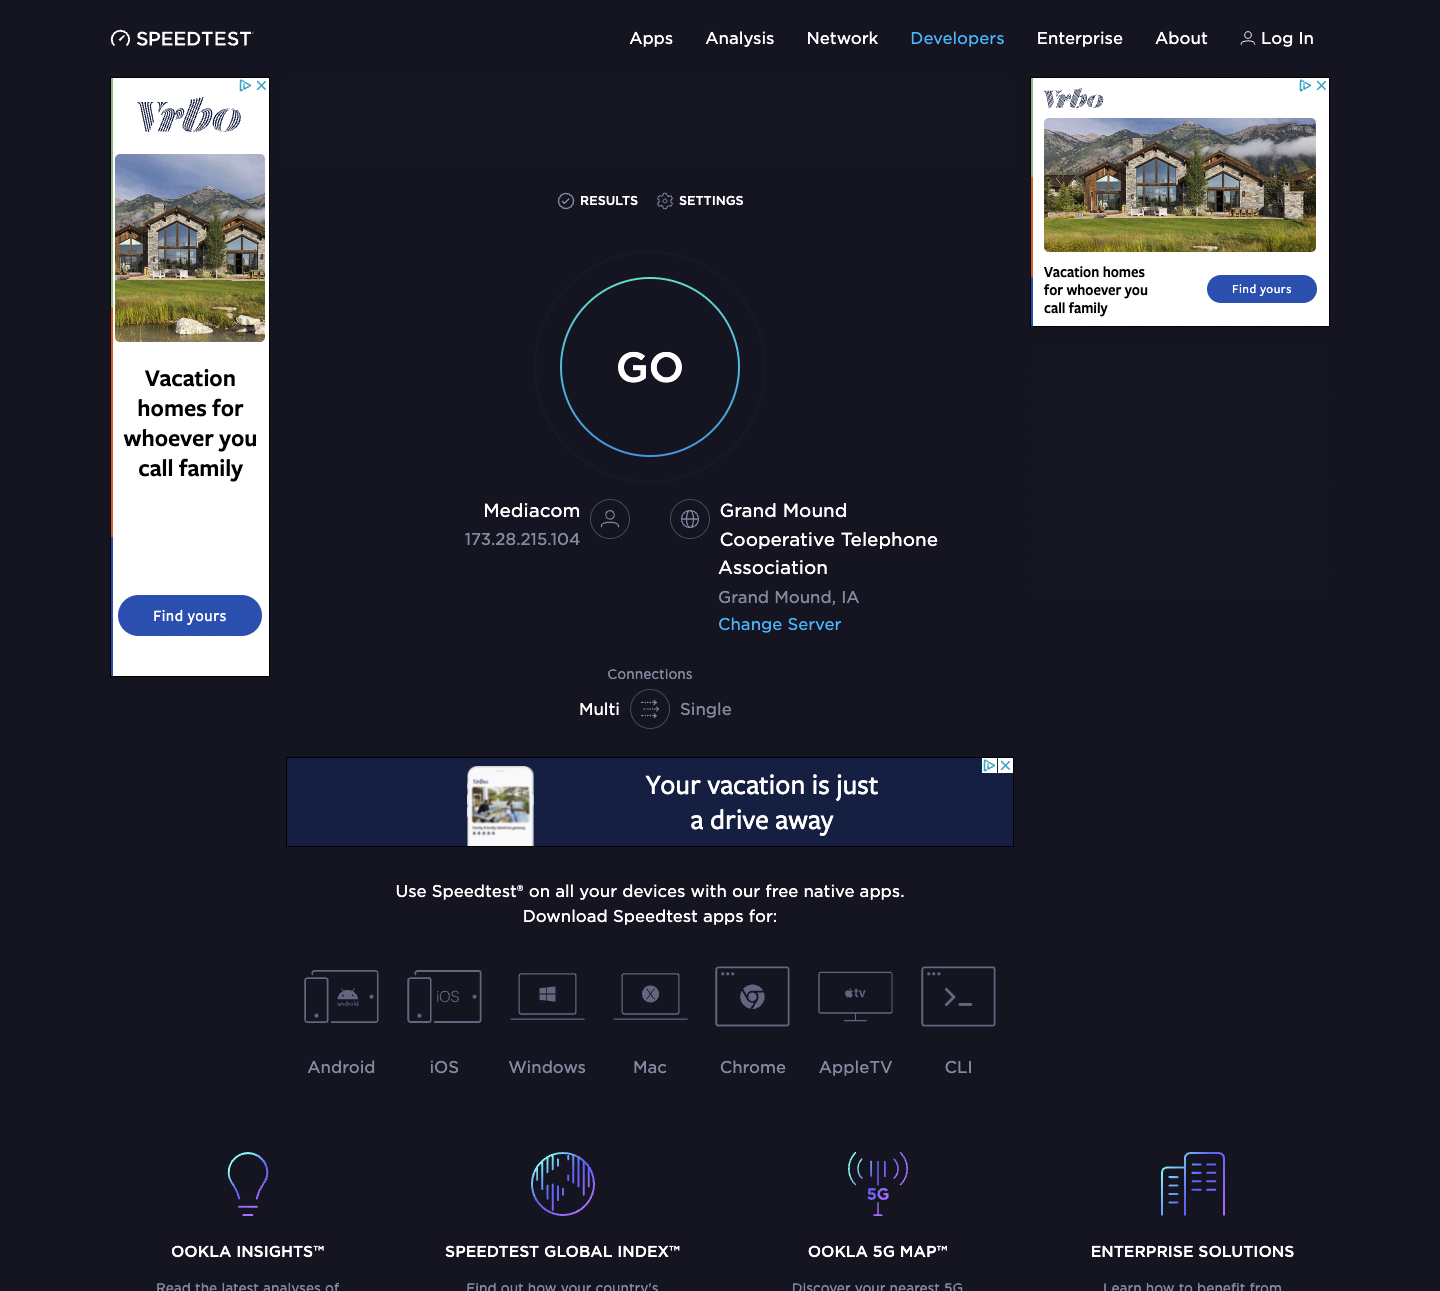 SPEEDTEST
Apps Analysis Network Developers Enterprise About Log In
Vrbo
Vacation
homes for
whoever you
call family
Find yours
Vrbo
Vacation homes
for whoever you
call family
Find yours
RESULTS SETTINGS
GO
Mediacom
173.28.215.104
Grand Mound
Cooperative Telephone
Association
Grand Mound, IA
Change Server
Connections
Multi Single
Vrbo
Your vacation is just
a drive away
Use Speedtest® on all your devices with our free native apps.
Download Speedtest apps for:
android iOS X tv
Android iOS Windows Mac Chrome AppleTV CLI
5G
OOKLA INSIGHTS™ SPEEDTEST GLOBAL INDEX™ OOKLA 5G MAP™ ENTERPRISE SOLUTIONS
Read the latest analyses of Find out how your country's Discover your nearest 5G Learn how to benefit from